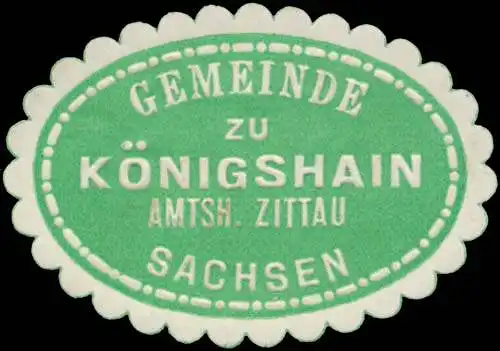 GEMEINDE
ZU
KÖNIGSHAIN
AMTSH. ZITTAU
SACHSEN